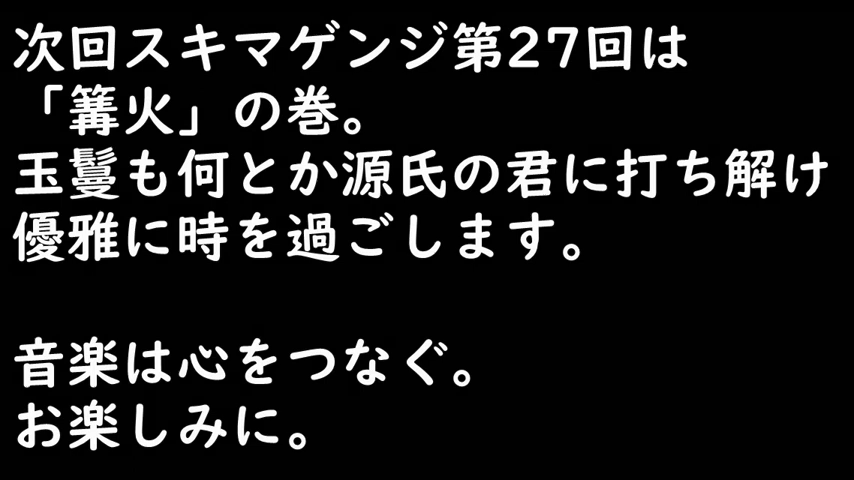 次回スキマゲンジ第27回は
「篝火」の巻。
玉鬘も何とか源氏の君に打ち解け
優雅に時を過ごします。
音楽は心をつなぐ。
お楽しみに。